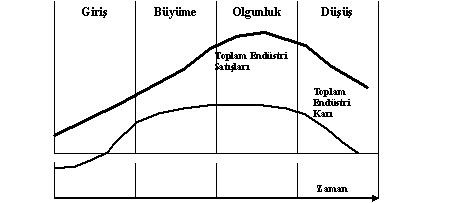 Giriş Büyüme Olgunluk Düşüş
Toplam Endüstri
Satışları
Toplam
Endüstri
Karı
Zaman